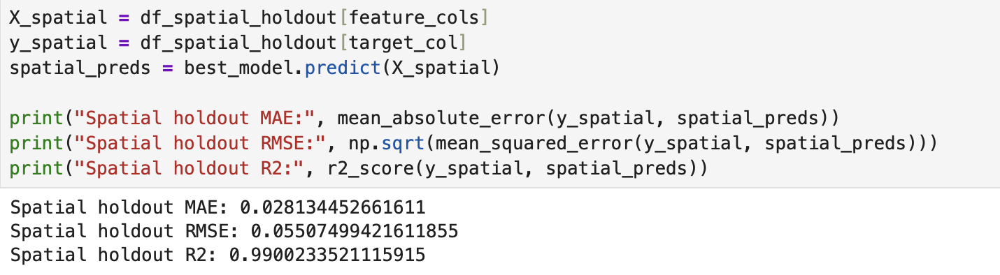 X_spatial = df_spatial_holdout[feature_cols]
y_spatial = df_spatial_holdout[target_col]
spatial_preds = best_model.predict(X_spatial)
print("Spatial holdout MAE:", mean_absolute_error(y_spatial, spatial_preds))
print("Spatial holdout RMSE:", np.sqrt(mean_squared_error(y_spatial, spatial_preds)))
print("Spatial holdout R2:", r2_score(y_spatial, spatial_preds))
Spatial holdout MAE: 0.028134452661611
Spatial holdout RMSE: 0.05507499421611855
Spatial holdout R2: 0.9900233521115915